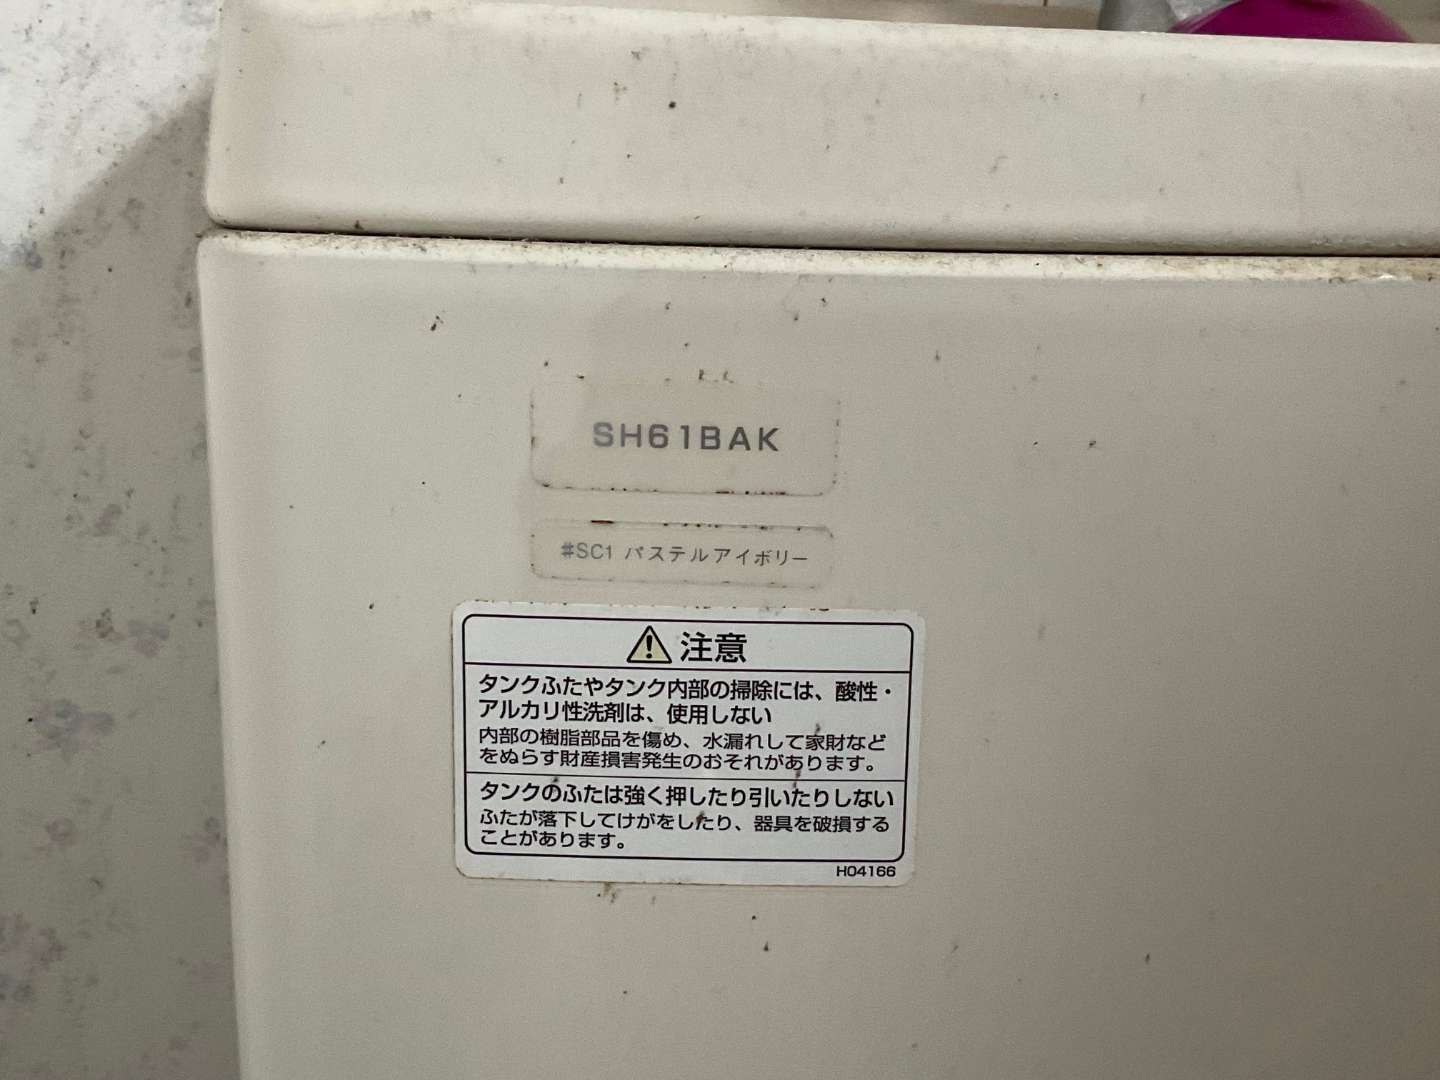 SH61BAK
#SC1 パステルアイボリー
注意
タンクふたやタンク内部の掃除には、酸性・
アルカリ性洗剤は、使用しない
内部の樹脂部品を傷め、水漏れして家財など
をぬらす財産損害発生のおそれがあります。
タンクのふたは強く押したり引いたりしない
ふたが落下してけがをしたり、器具を破損する
ことがあります。
H04166